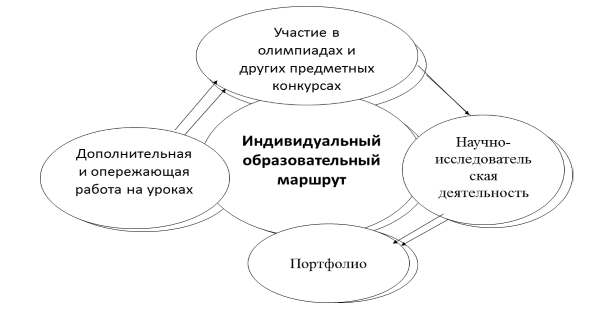 Участие в
олимпиадах и
других предметных
конкурсах
Индивидуальный
образовательный
маршрут
Дополнительная
и опережающая
работа на уроках
Научно-
исследователь
ская
деятельность
Портфолио